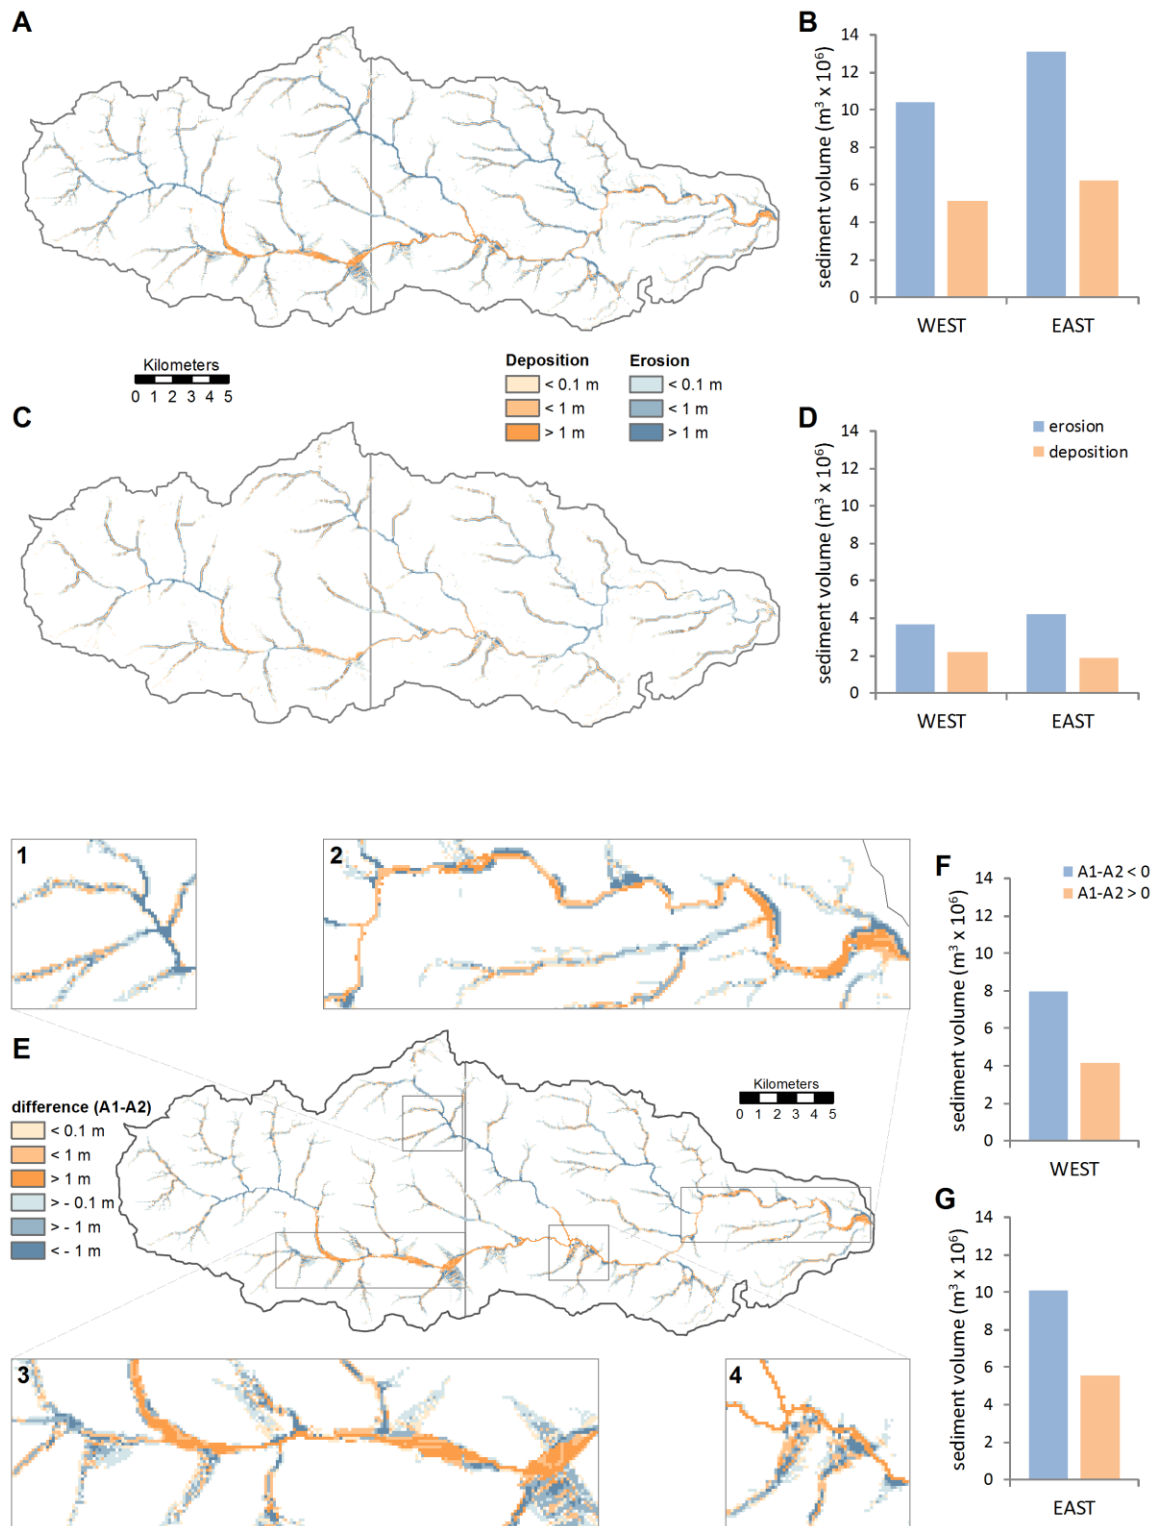 A
B
14
12
10
8
6
4
2
0
sediment volume (m³ x 10⁶)
WEST
EAST
Kilometers
0 1 2 3 4 5
Deposition
< 0.1 m
< 1 m
> 1 m
Erosion
< 0.1 m
< 1 m
> 1 m
C
D
14
12
10
8
6
4
2
0
sediment volume (m³ x 10⁶)
erosion
deposition
WEST
EAST
1
2
F
A1-A2 < 0
A1-A2 > 0
14
12
10
8
6
4
2
0
sediment volume (m³ x 10⁶)
WEST
E
difference (A1-A2)
< 0.1 m
< 1 m
> 1 m
> - 0.1 m
> - 1 m
< - 1 m
Kilometers
0 1 2 3 4 5
G
14
12
10
8
6
4
2
0
sediment volume (m³ x 10⁶)
EAST
3
4